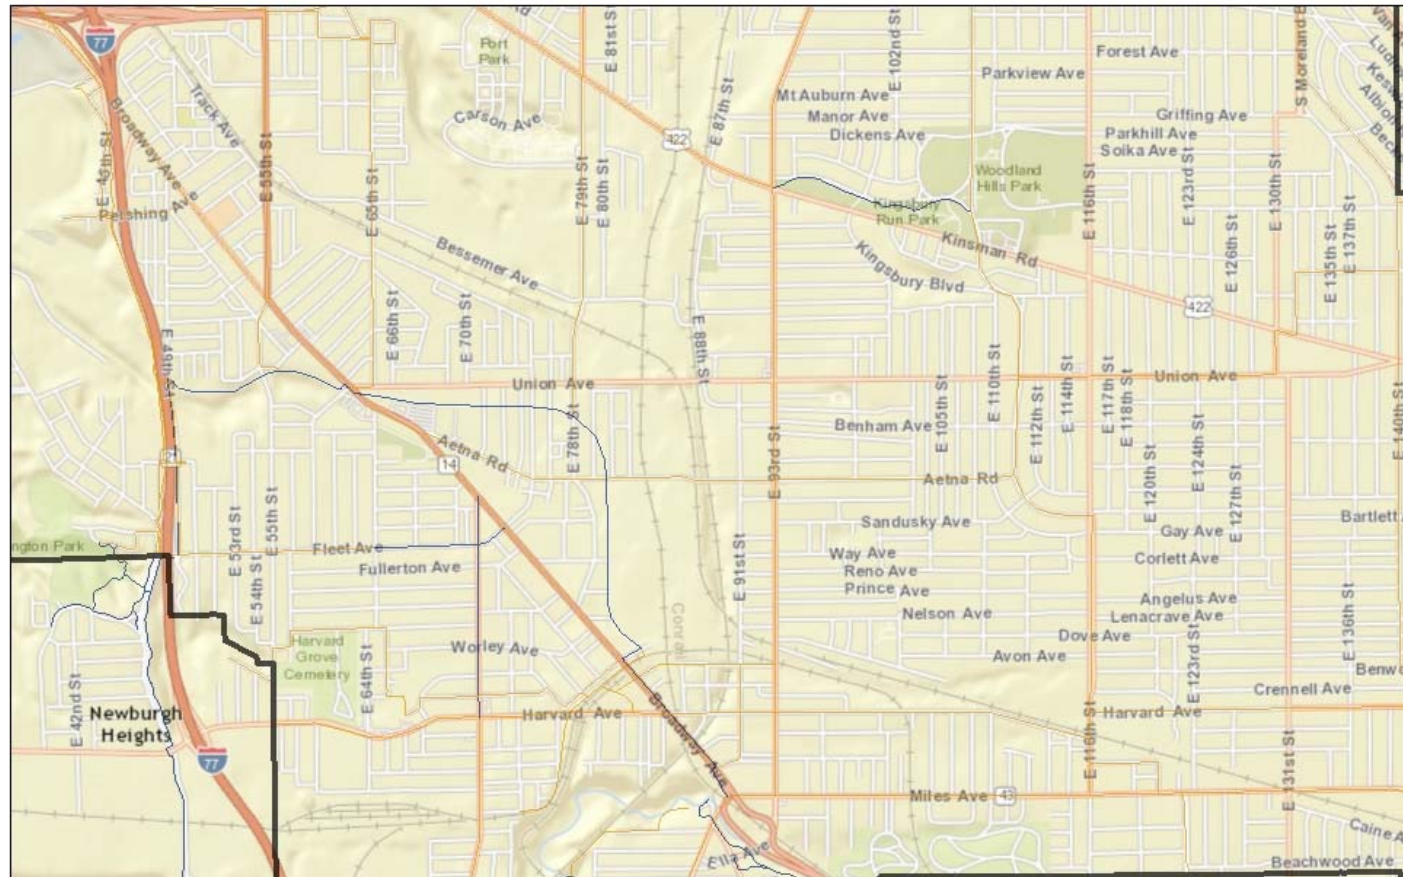 77
Rd
Fort
Park
E 81st St
E 102nd St
Forest Ave
Parkview Ave
S Moreland B
Van A
Track Ave
Broadway Ave
Carson Ave
E 87th St
Mt Auburn Ave
Manor Ave
Dickens Ave
Griffing Ave
Parkhill Ave
Soika Ave
422
E 55th St
Pershing Ave
E 65th St
E 79th St
E 80th St
Woodland
Hills Park
Kingsbury
Run Park
E 116th St
E 123rd St
E 130th St
E 126th St
E 135th St
E 137th St
Bessemer Ave
Kinsman Rd
Kingsbury Blvd
422
E 49th St
E 66th St
E 70th St
E 88th St
Union Ave
Union Ave
E 105th St
E 110th St
E 112th St
E 114th St
E 117th St
E 118th St
E 140th St
Benham Ave
E 78th St
Aetna Rd
14
21
E 93rd St
Aetna Rd
E 120th St
E 124th St
E 127th St
Sandusky Ave
Bartlett
Gay Ave
E 53rd St
E 55th St
E 54th St
ngton Park
Fleet Ave
Fullerton Ave
E 91st St
Way Ave
Reno Ave
Prince Ave
Corlett Ave
Angelus Ave
Nelson Ave
Lenacrave Ave
Dove Ave
E 136th St
Conrail
Harvard
Grove
Cemetery
E 64th St
Worley Ave
Avon Ave
E 123rd St
Benwo
Crennell Ave
E 42nd St
Newburgh
Heights
Harvard Ave
Broadway Ave
Harvard Ave
E 116th St
E 131st St
77
Miles Ave
43
Caine A
Ella Ave
Beachwood Ave